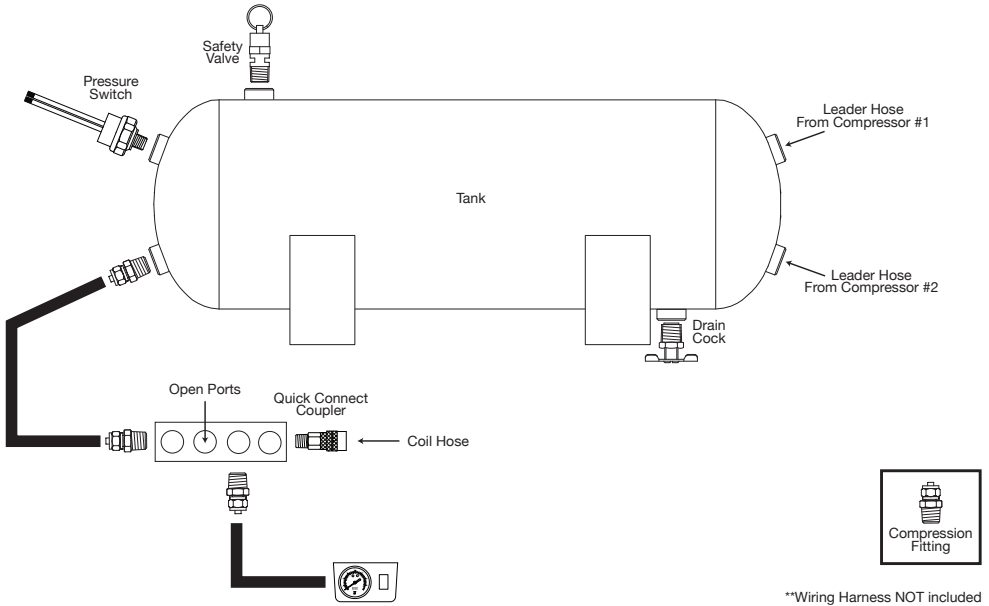 Safety
Valve
Pressure
Switch
Leader Hose
From Compressor #1
Tank
Leader Hose
From Compressor #2
Drain
Cock
Open Ports
Quick Connect
Coupler
Coil Hose
Compression
Fitting
**Wiring Harness NOT included